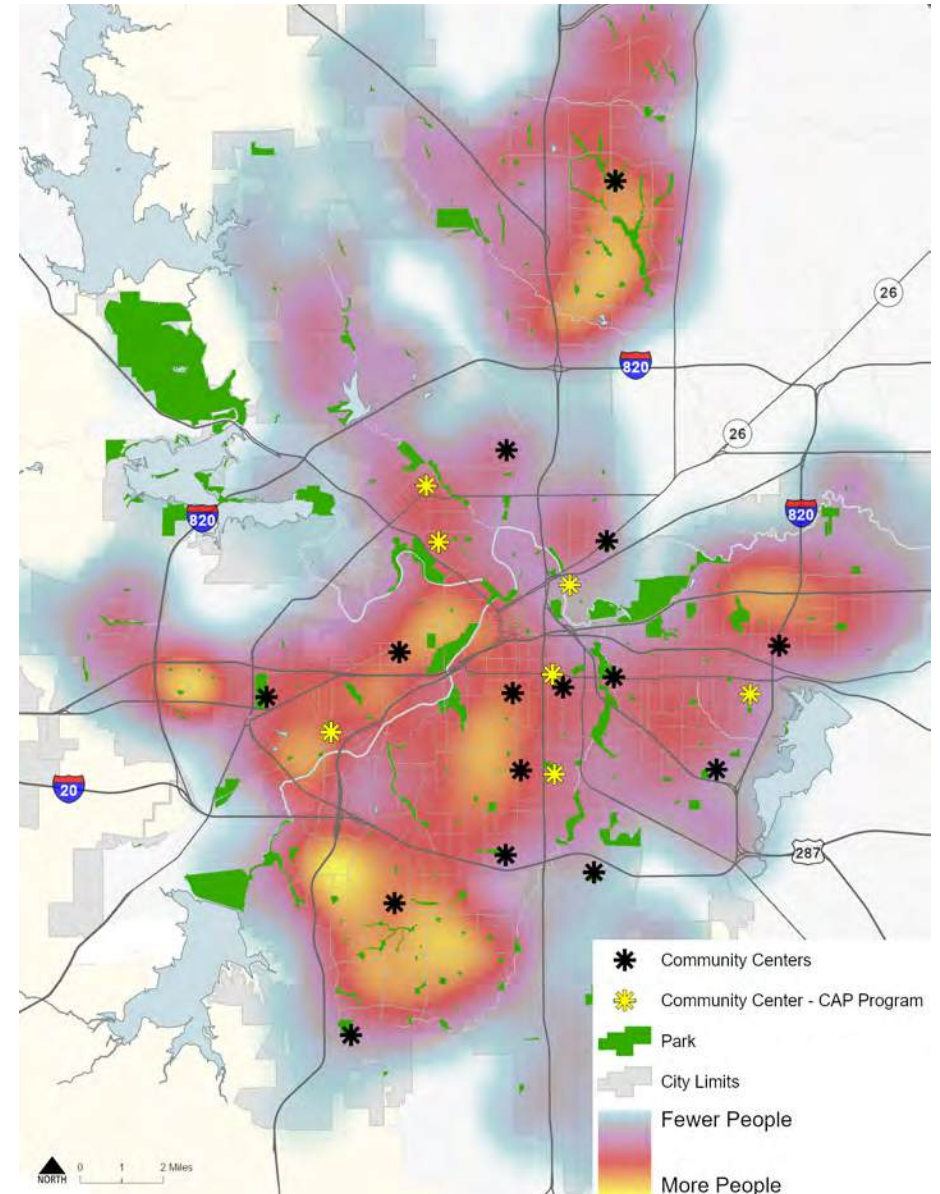 26
820
26
820
820
20
287
Community Centers
Community Center - CAP Program
Park
City Limits
Fewer People
More People
NORTH
0 1 2 Miles